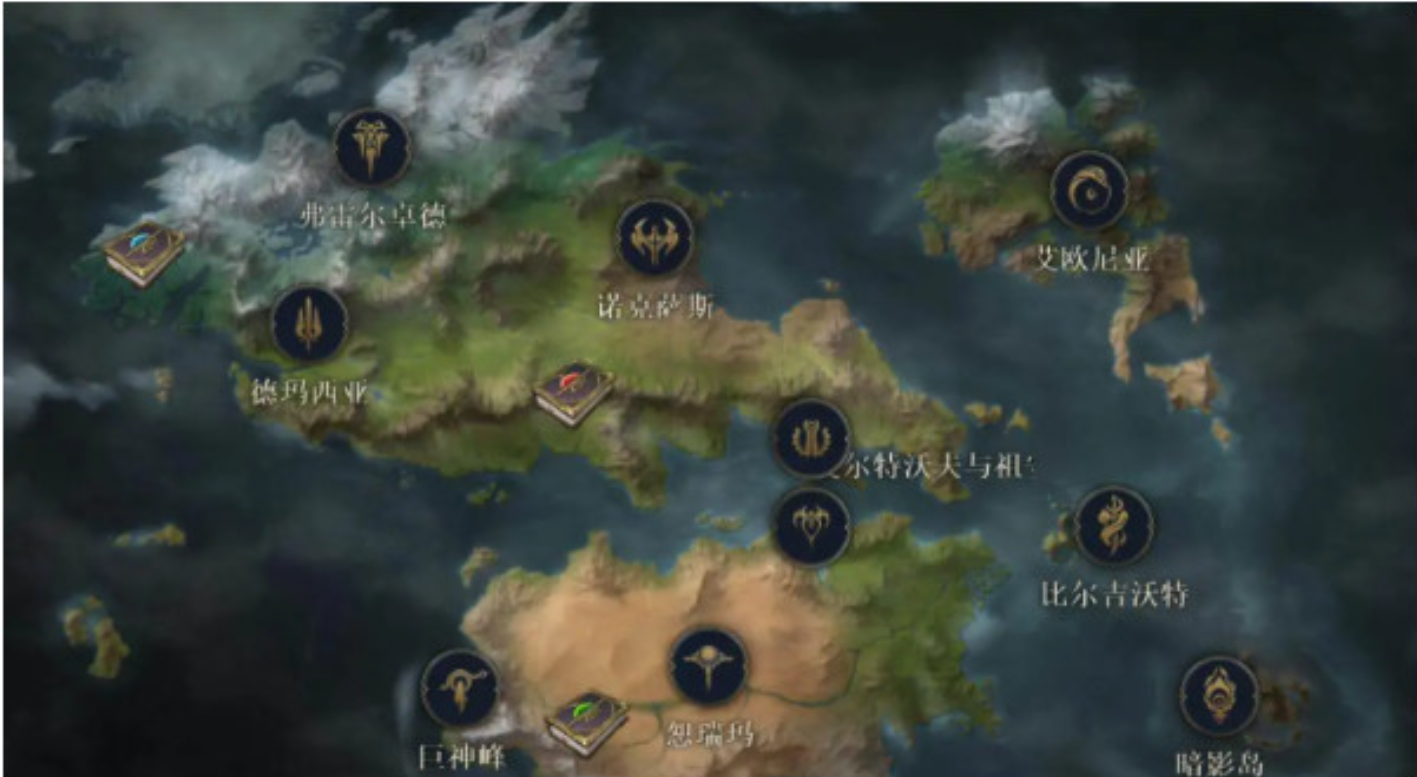 弗雷尔卓德
艾欧尼亚
诺克萨斯
德玛西亚
尔特沃夫与祖
比尔吉沃特
恕瑞玛
巨神峰
暗影岛